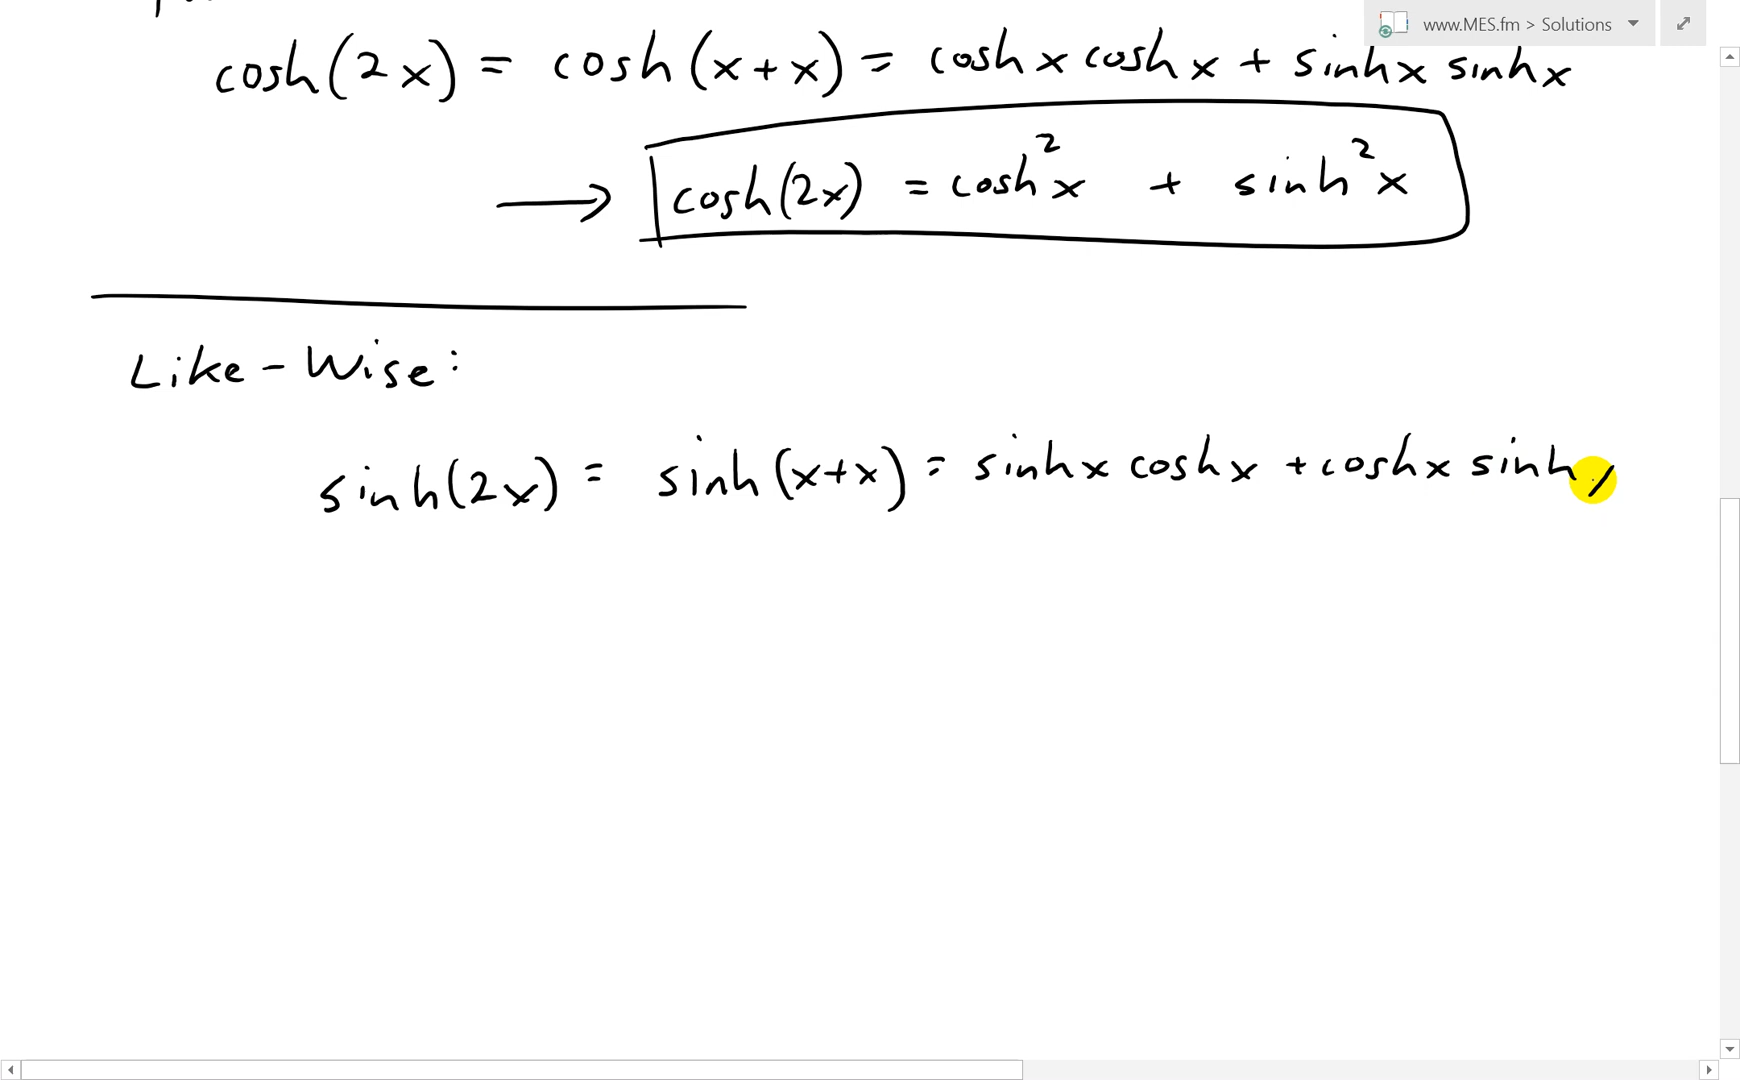 www.MES.fm > Solutions
cosh(2x) = cosh(x+x) = cosh x cosh x + sinh x sinh x
→ cosh(2x) = cosh²x + sinh²x
Like-Wise:
sinh(2x) = sinh(x+x) = sinh x cosh x + cosh x sinh